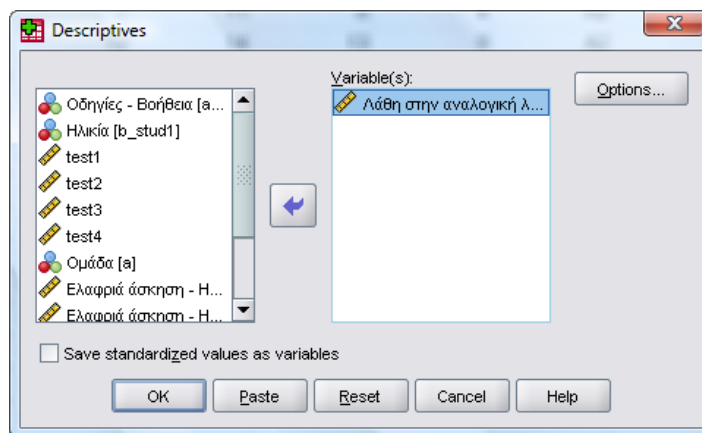 Descriptives
Variable(s):
Οδηγίες - Βοήθεια [a...
Ηλικία [b_stud1]
test1
test2
test3
test4
Ομάδα [a]
Ελαφριά άσκηση - Η...
Ελαφριά άσκηση - Η...
Λάθη στην αναλογική λ...
Options...
Save standardized values as variables
OK
Paste
Reset
Cancel
Help